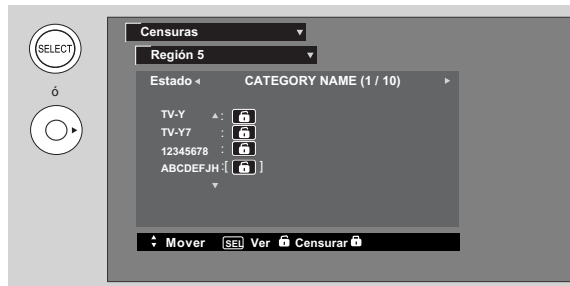 SELECT
ó
Censuras
Región 5
Estado CATEGORY NAME (1 / 10)
TV-Y :
TV-Y7 :
12345678 :
ABCDEFJH :[ ]
Mover SEL Ver Censurar